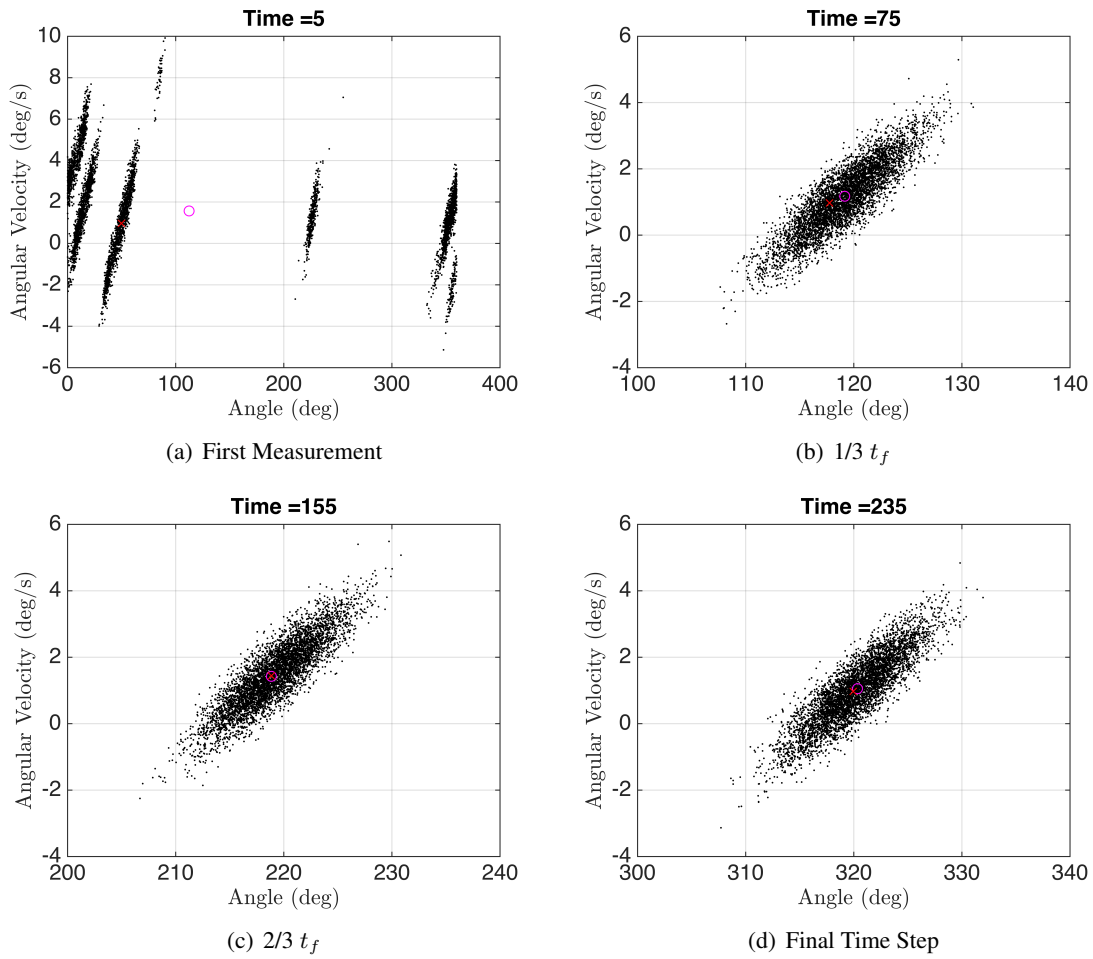 Time =5
10
8
6
4
2
0
-2
-4
-6
0 100 200 300 400
Angular Velocity (deg/s)
Angle (deg)
(a) First Measurement
Time =75
6
4
2
0
-2
-4
100 110 120 130 140
Angular Velocity (deg/s)
Angle (deg)
(b) 1/3 t_f
Time =155
6
4
2
0
-2
-4
200 210 220 230 240
Angular Velocity (deg/s)
Angle (deg)
(c) 2/3 t_f
Time =235
6
4
2
0
-2
-4
300 310 320 330 340
Angular Velocity (deg/s)
Angle (deg)
(d) Final Time Step